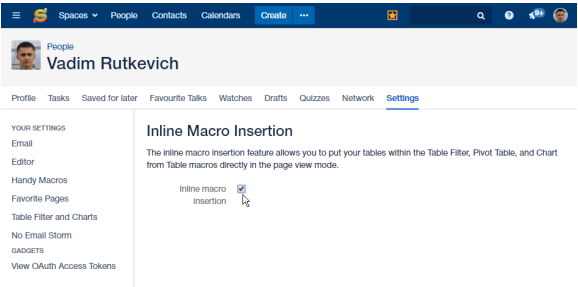 Spaces People Contacts Calendars Create ••• 9+
People
Vadim Rutkevich
Profile Tasks Saved for later Favourite Talks Watches Drafts Quizzes Network Settings
YOUR SETTINGS
Email
Editor
Handy Macros
Favorite Pages
Table Filter and Charts
No Email Storm
GADGETS
View OAuth Access Tokens
Inline Macro Insertion
The inline macro insertion feature allows you to put your tables within the Table Filter, Pivot Table, and Chart
from Table macros directly in the page view mode.
Inline macro
insertion